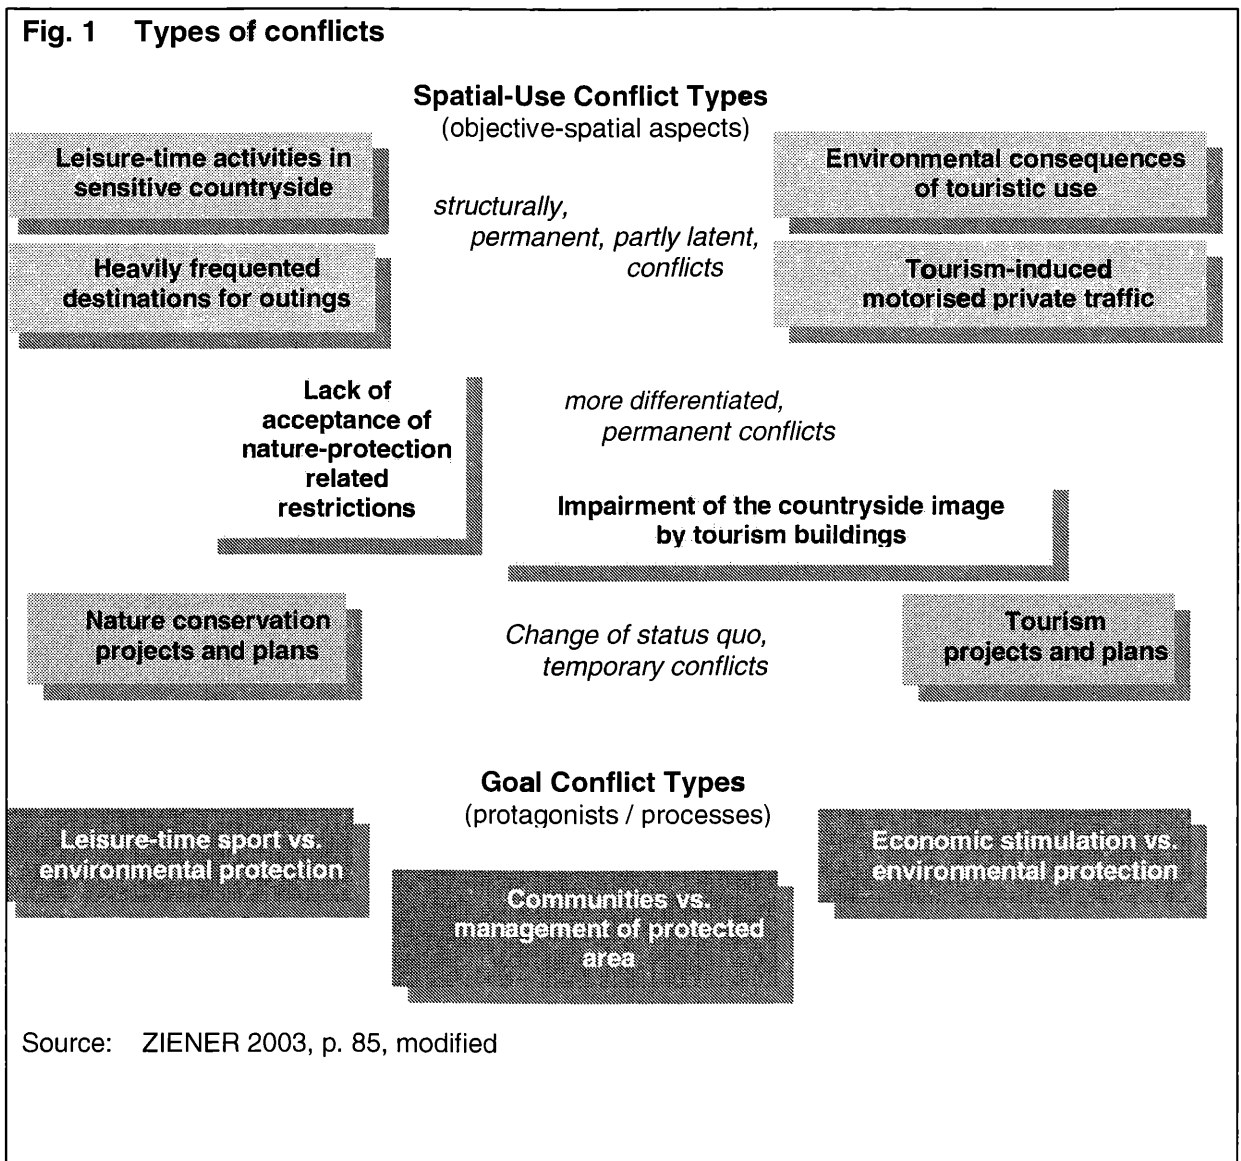 Fig. 1 Types of conflicts
Spatial-Use Conflict Types
(objective-spatial aspects)
Leisure-time activities in
sensitive countryside
Environmental consequences
of touristic use
structurally,
permanent, partly latent,
conflicts
Heavily frequented
destinations for outings
Tourism-induced
motorised private traffic
Lack of
acceptance of
nature-protection
related
restrictions
more differentiated,
permanent conflicts
Impairment of the countryside image
by tourism buildings
Nature conservation
projects and plans
Change of status quo,
temporary conflicts
Tourism
projects and plans
Goal Conflict Types
(protagonists / processes)
Leisure-time sport vs.
environmental protection
Economic stimulation vs.
environmental protection
Communities vs.
management of protected
area
Source: ZIENER 2003, p. 85, modified